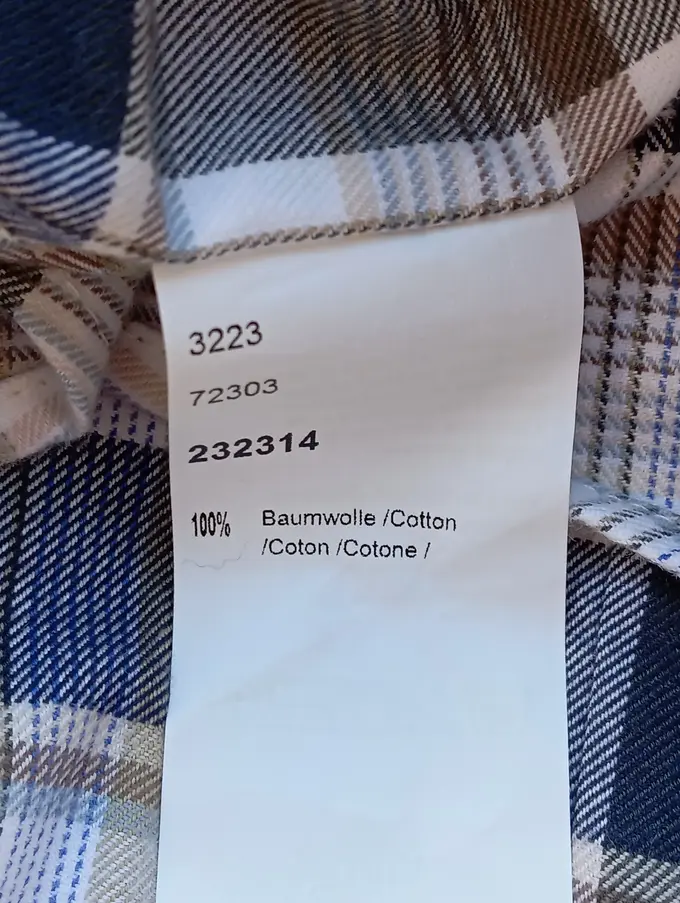 3223
72303
232314
100% Baumwolle /Cotton
/Coton /Cotone /